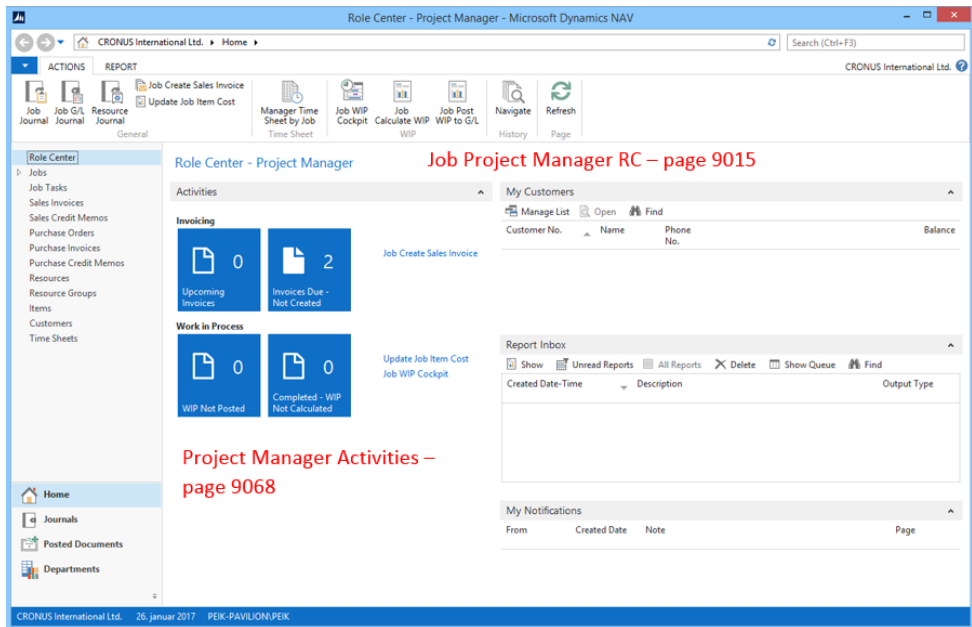 Role Center - Project Manager - Microsoft Dynamics NAV
CRONUS International Ltd. Home
Search (Ctrl+F3)
ACTIONS REPORT
CRONUS International Ltd.
Job Journal
Job G/L Journal
Resource Journal
Job Create Sales Invoice
Update Job Item Cost
General
Manager Time Sheet by Job
Time Sheet
Job WIP Cockpit
Job Calculate WIP
Job Post WIP to G/L
WIP
Navigate
History
Refresh
Page
Role Center
Jobs
Job Tasks
Sales Invoices
Sales Credit Memos
Purchase Orders
Purchase Invoices
Purchase Credit Memos
Resources
Resource Groups
Items
Customers
Time Sheets
Home
Journals
Posted Documents
Departments
Role Center - Project Manager
Job Project Manager RC – page 9015
Activities
Invoicing
0
Upcoming
Invoices
2
Invoices Due -
Not Created
Job Create Sales Invoice
Work in Process
0
WIP Not Posted
0
Completed - WIP
Not Calculated
Update Job Item Cost
Job WIP Cockpit
Project Manager Activities –
page 9068
My Customers
Manage List Open Find
Customer No. Name Phone No. Balance
Report Inbox
Show Unread Reports All Reports Delete Show Queue Find
Created Date-Time Description Output Type
My Notifications
From Created Date Note Page
CRONUS International Ltd. 26. januar 2017 PEIK-PAVILION\PEIK